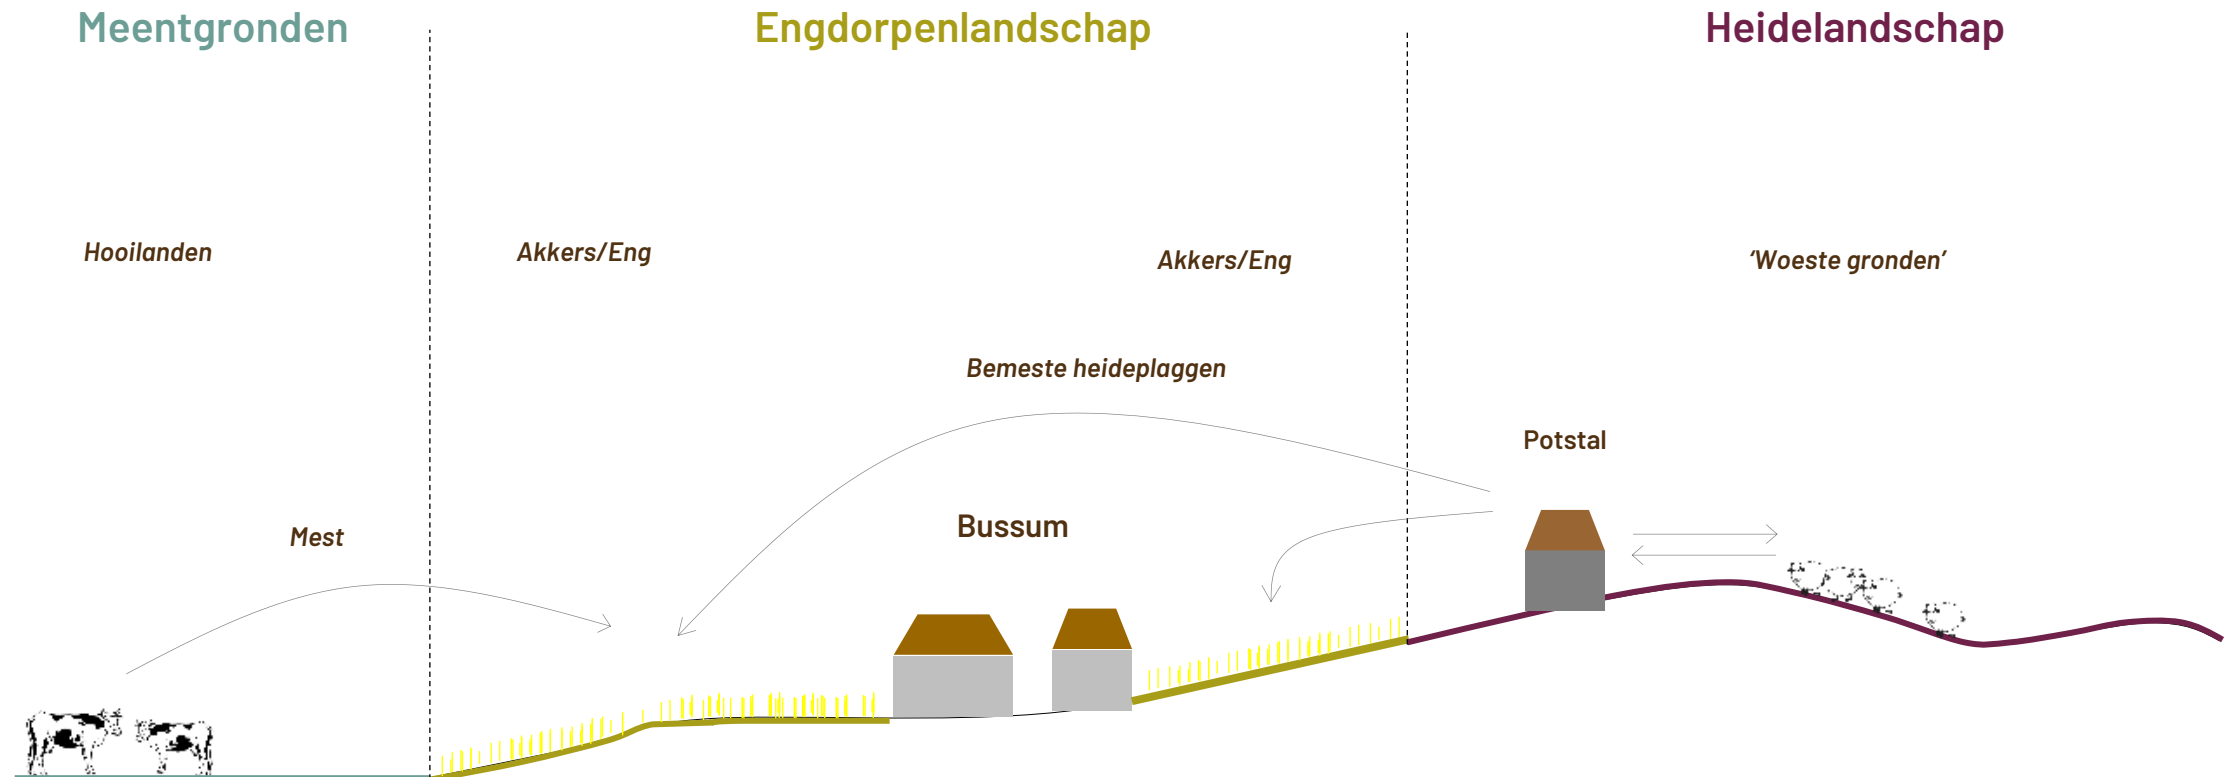 Meentgronden
Engdorpenlandschap
Heidelandschap
Hooilanden
Akkers/Eng
Akkers/Eng
‘Woeste gronden’
Bemeste heideplaggen
Potstal
Mest
Bussum